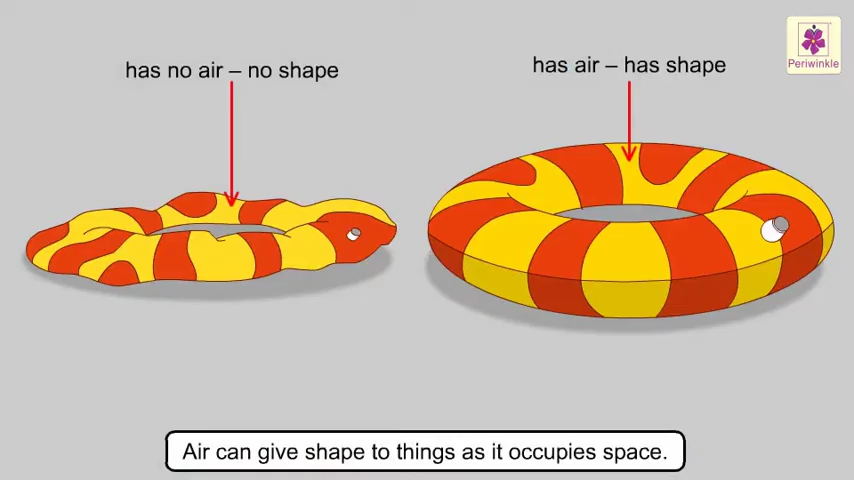 has no air – no shape
has air – has shape
Periwinkle
Air can give shape to things as it occupies space.